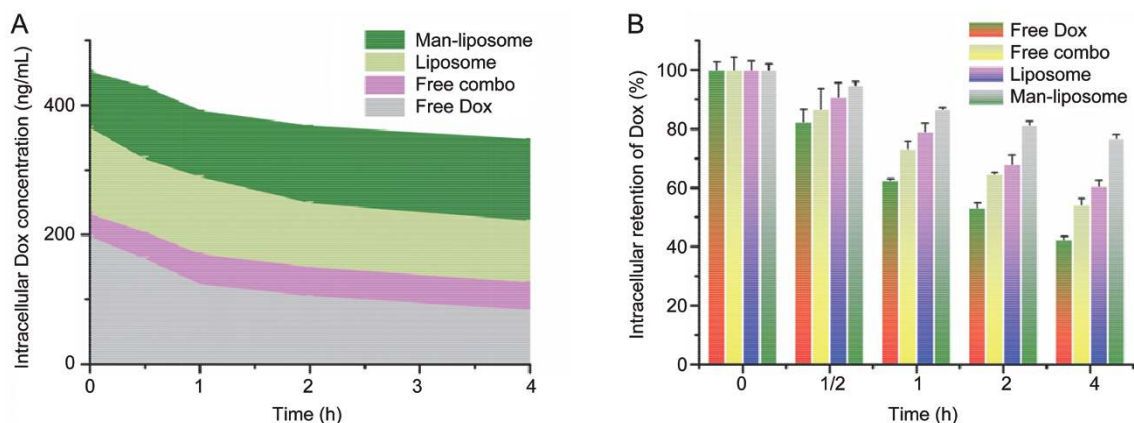 A
Intracellular Dox concentration (ng/mL)
400
200
0
Man-liposome
Liposome
Free combo
Free Dox
0 1 2 3 4
Time (h)
B
Intracellular retention of Dox (%)
100
80
60
40
20
0
Free Dox
Free combo
Liposome
Man-liposome
0 1/2 1 2 4
Time (h)